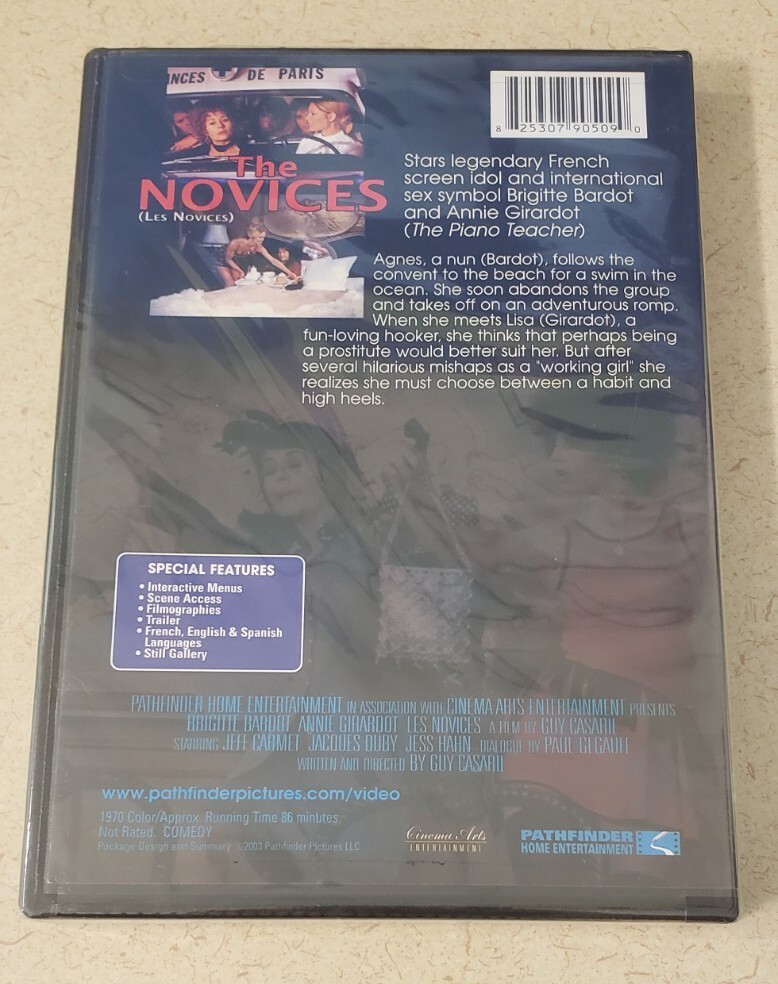 NCES DE PARIS
The
NOVICES
(LES NOVICES)
8 25307 90509 0
Stars legendary French
screen idol and international
sex symbol Brigitte Bardot
and Annie Girardot
(The Piano Teacher)
Agnes, a nun (Bardot), follows the
convent to the beach for a swim in the
ocean. She soon abandons the group
and takes off on an adventurous romp.
When she meets Lisa (Girardot), a
fun-loving hooker, she thinks that perhaps being
a prostitute would better suit her. But after
several hilarious mishaps as a "working girl" she
realizes she must choose between a habit and
high heels.
SPECIAL FEATURES
• Interactive Menus
• Scene Access
• Filmographies
• Trailer
• French, English & Spanish
Languages
• Still Gallery
PATHFINDER HOME ENTERTAINMENT IN ASSOCIATION WITH CINEMA ARTS ENTERTAINMENT PRESENTS
BRIGITTE BARDOT ANNIE GIRARDOT LES NOVICES A FILM BY GUY CASARIL
STARRING JEFF CARMET JACQUES DUBY JESS HAHN DIALOGUE BY PAUL GEGAUFF
WRITTEN AND DIRECTED BY GUY CASARIL
www.pathfinderpictures.com/video
1970 Color/Approx. Running Time 86 minutes.
Not Rated. COMEDY
Package Design and Summary ©2003 Pathfinder Pictures LLC
Cinema Arts
ENTERTAINMENT
PATHFINDER
HOME ENTERTAINMENT